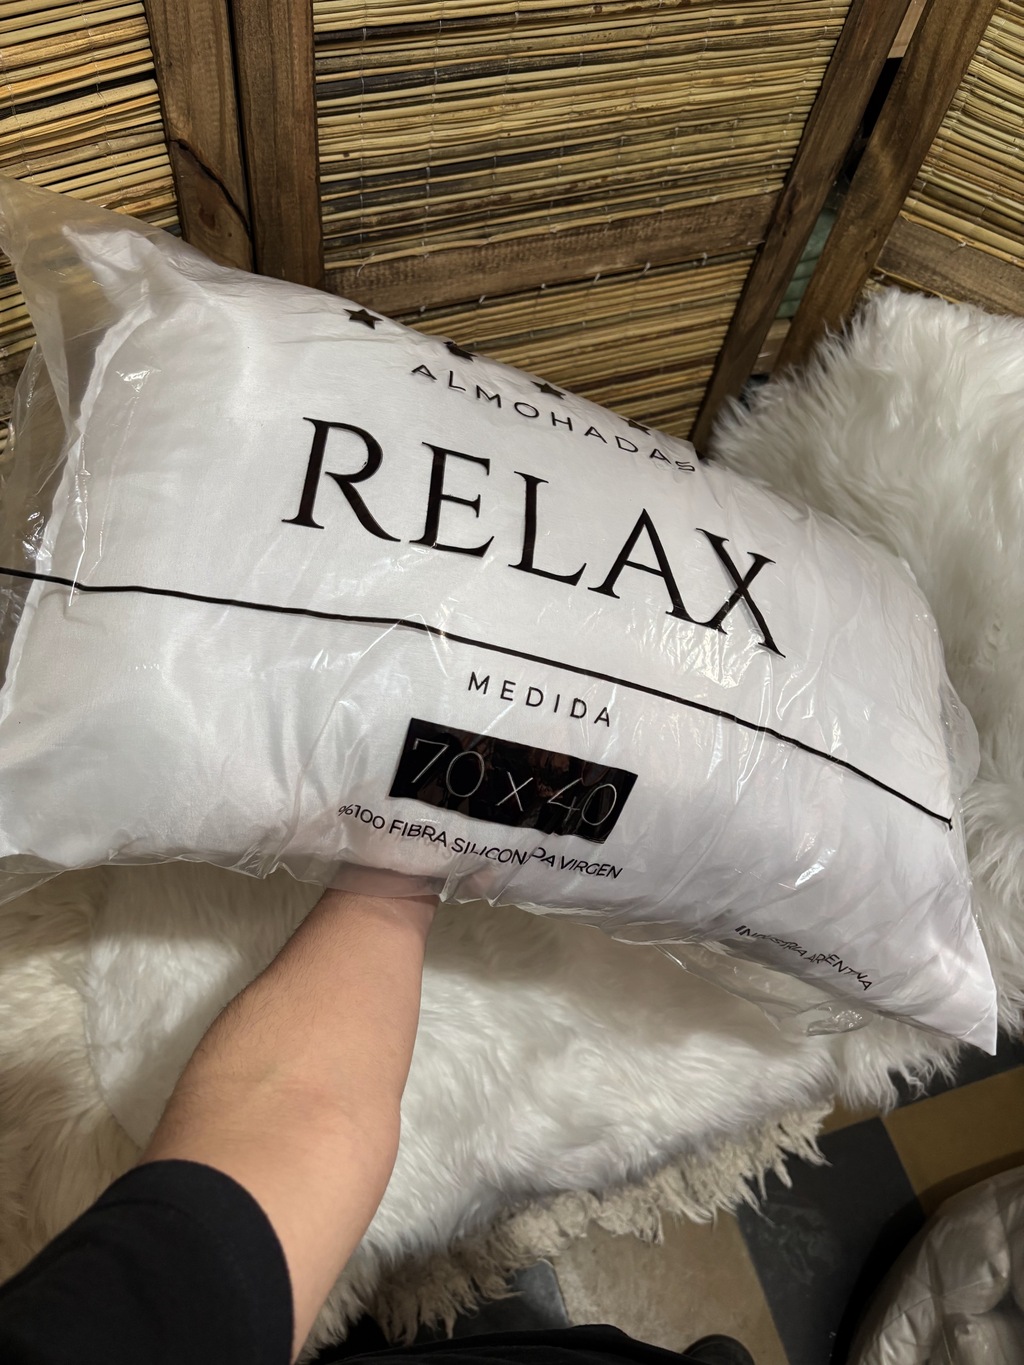 ALMOHADAS
RELAX
MEDIDA
70 x 40
%100 FIBRA SILICONADA VIRGEN
INDUSTRIA ARGENTINA